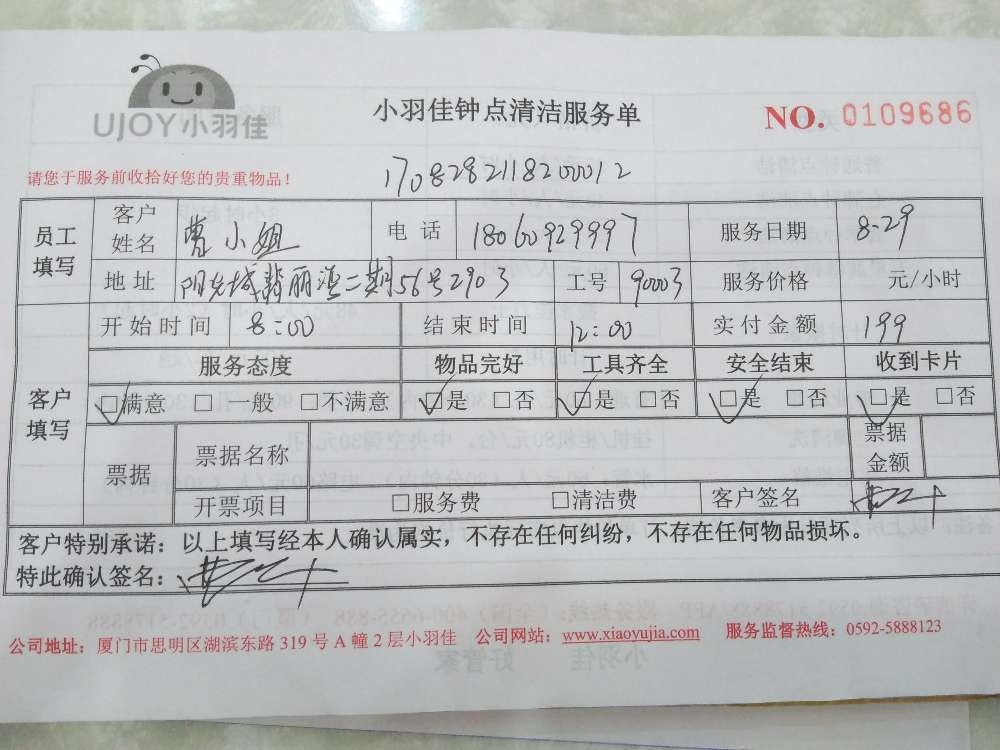 UJOY小羽佳
小羽佳钟点清洁服务单
NO. 0109686
请您于服务前收拾好您的贵重物品！
1708282118200012
员工填写 客户姓名 曹小姐 电话 18060929997 服务日期 8-29
地址 阳光城翡丽湾二期56号2903 工号 90003 服务价格 元/小时
开始时间 8:00 结束时间 12:00 实付金额 199
客户填写 服务态度 物品完好 工具齐全 安全结束 收到卡片
☑满意 □一般 □不满意 ☑是 □否 ☑是 □否 ☑是 □否 ☑是 □否
票据 票据名称 票据金额
开票项目 □服务费 □清洁费 客户签名
客户特别承诺：以上填写经本人确认属实，不存在任何纠纷，不存在任何物品损坏。
特此确认签名：
公司地址：厦门市思明区湖滨东路 319 号 A 幢 2 层小羽佳 公司网站：www.xiaoyujia.com 服务监督热线：0592-5888123